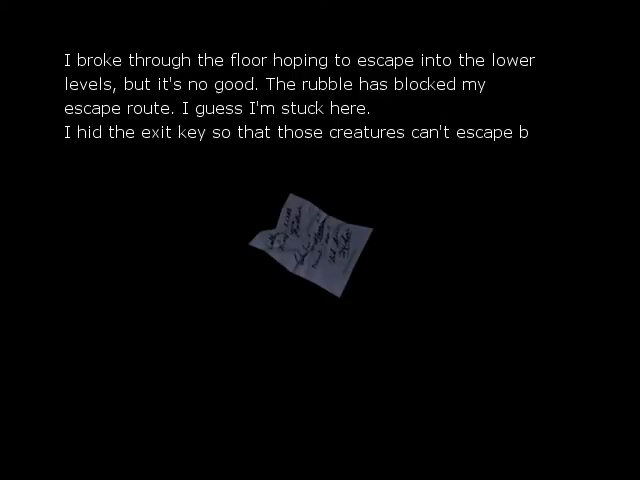 I broke through the floor hoping to escape into the lower
levels, but it's no good. The rubble has blocked my
escape route. I guess I'm stuck here.
I hid the exit key so that those creatures can't escape b